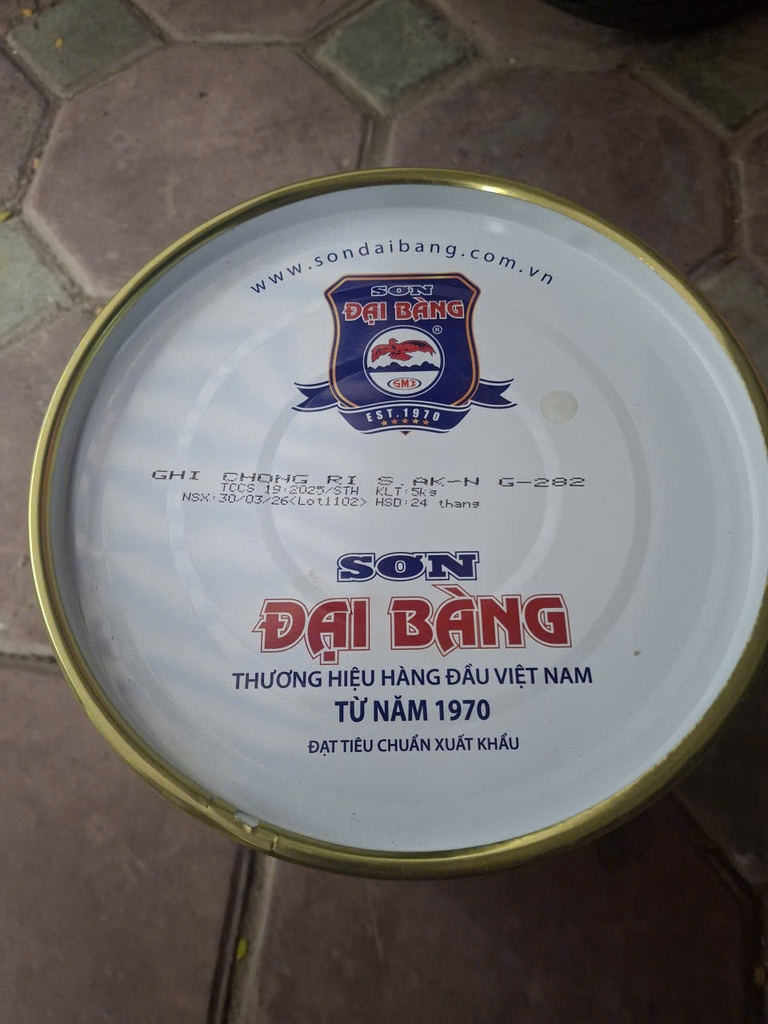 www.sondaibang.com.vn
SƠN
ĐẠI BÀNG
®
SMI
EST.1970
GHI CHONG RI S.AK-N G-282
TCCS 19:2025/STH KLT:5kg
NSX:30/03/26<Lot1102> HSD:24 thang
SƠN
ĐẠI BÀNG
THƯƠNG HIỆU HÀNG ĐẦU VIỆT NAM
TỪ NĂM 1970
ĐẠT TIÊU CHUẨN XUẤT KHẨU